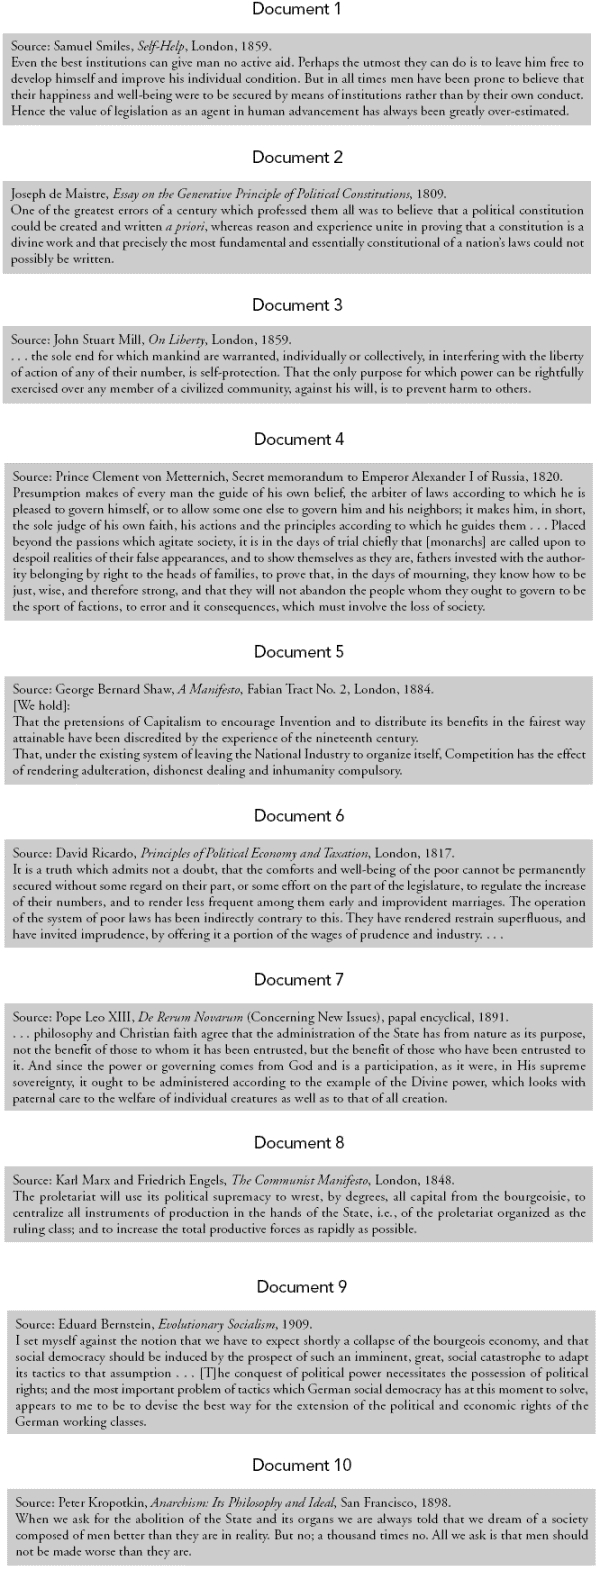 Document 1
Source: Samuel Smiles, Self-Help, London, 1859.
Even the best institutions can give man no active aid. Perhaps the utmost they can do is to leave him free to
develop himself and improve his individual condition. But in all times men have been prone to believe that
their happiness and well-being were to be secured by means of institutions rather than by their own conduct.
Hence the value of legislation as an agent in human advancement has always been greatly over-estimated.
Document 2
Joseph de Maistre, Essay on the Generative Principle of Political Constitutions, 1809.
One of the greatest errors of a century which professed them all was to believe that a political constitution
could be created and written a priori, whereas reason and experience unite in proving that a constitution is a
divine work and that precisely the most fundamental and essentially constitutional of a nation's laws could not
possibly be written.
Document 3
Source: John Stuart Mill, On Liberty, London, 1859.
. . . the sole end for which mankind are warranted, individually or collectively, in interfering with the liberty
of action of any of their number, is self-protection. That the only purpose for which power can be rightfully
exercised over any member of a civilized community, against his will, is to prevent harm to others.
Document 4
Source: Prince Clement von Metternich, Secret memorandum to Emperor Alexander I of Russia, 1820.
Presumption makes of every man the guide of his own belief, the arbiter of laws according to which he is
pleased to govern himself, or to allow some one else to govern him and his neighbors; it makes him, in short,
the sole judge of his own faith, his actions and the principles according to which he guides them . . . Placed
beyond the passions which agitate society, it is in the days of trial chiefly that [monarchs] are called upon to
despoil realities of their false appearances, and to show themselves as they are, fathers invested with the author-
ity belonging by right to the heads of families, to prove that, in the days of mourning, they know how to be
just, wise, and therefore strong, and that they will not abandon the people whom they ought to govern to be
the sport of factions, to error and it consequences, which must involve the loss of society.
Document 5
Source: George Bernard Shaw, A Manifesto, Fabian Tract No. 2, London, 1884.
[We hold]:
That the pretensions of Capitalism to encourage Invention and to distribute its benefits in the fairest way
attainable have been discredited by the experience of the nineteenth century.
That, under the existing system of leaving the National Industry to organize itself, Competition has the effect
of rendering adulteration, dishonest dealing and inhumanity compulsory.
Document 6
Source: David Ricardo, Principles of Political Economy and Taxation, London, 1817.
It is a truth which admits not a doubt, that the comforts and well-being of the poor cannot be permanently
secured without some regard on their part, or some effort on the part of the legislature, to regulate the increase
of their numbers, and to render less frequent among them early and improvident marriages. The operation
of the system of poor laws has been indirectly contrary to this. They have rendered restrain superfluous, and
have invited imprudence, by offering it a portion of the wages of prudence and industry. . . .
Document 7
Source: Pope Leo XIII, De Rerum Novarum (Concerning New Issues), papal encyclical, 1891.
. . . philosophy and Christian faith agree that the administration of the State has from nature as its purpose,
not the benefit of those to whom it has been entrusted, but the benefit of those who have been entrusted to
it. And since the power or governing comes from God and is a participation, as it were, in His supreme
sovereignty, it ought to be administered according to the example of the Divine power, which looks with
paternal care to the welfare of individual creatures as well as to that of all creation.
Document 8
Source: Karl Marx and Friedrich Engels, The Communist Manifesto, London, 1848.
The proletariat will use its political supremacy to wrest, by degrees, all capital from the bourgeoisie, to
centralize all instruments of production in the hands of the State, i.e., of the proletariat organized as the
ruling class; and to increase the total productive forces as rapidly as possible.
Document 9
Source: Eduard Bernstein, Evolutionary Socialism, 1909.
I set myself against the notion that we have to expect shortly a collapse of the bourgeois economy, and that
social democracy should be induced by the prospect of such an imminent, great, social catastrophe to adapt
its tactics to that assumption . . . [T]he conquest of political power necessitates the possession of political
rights; and the most important problem of tactics which German social democracy has at this moment to solve,
appears to me to be to devise the best way for the extension of the political and economic rights of the
German working classes.
Document 10
Source: Peter Kropotkin, Anarchism: Its Philosophy and Ideal, San Francisco, 1898.
When we ask for the abolition of the State and its organs we are always told that we dream of a society
composed of men better than they are in reality. But no; a thousand times no. All we ask is that men should
not be made worse than they are.